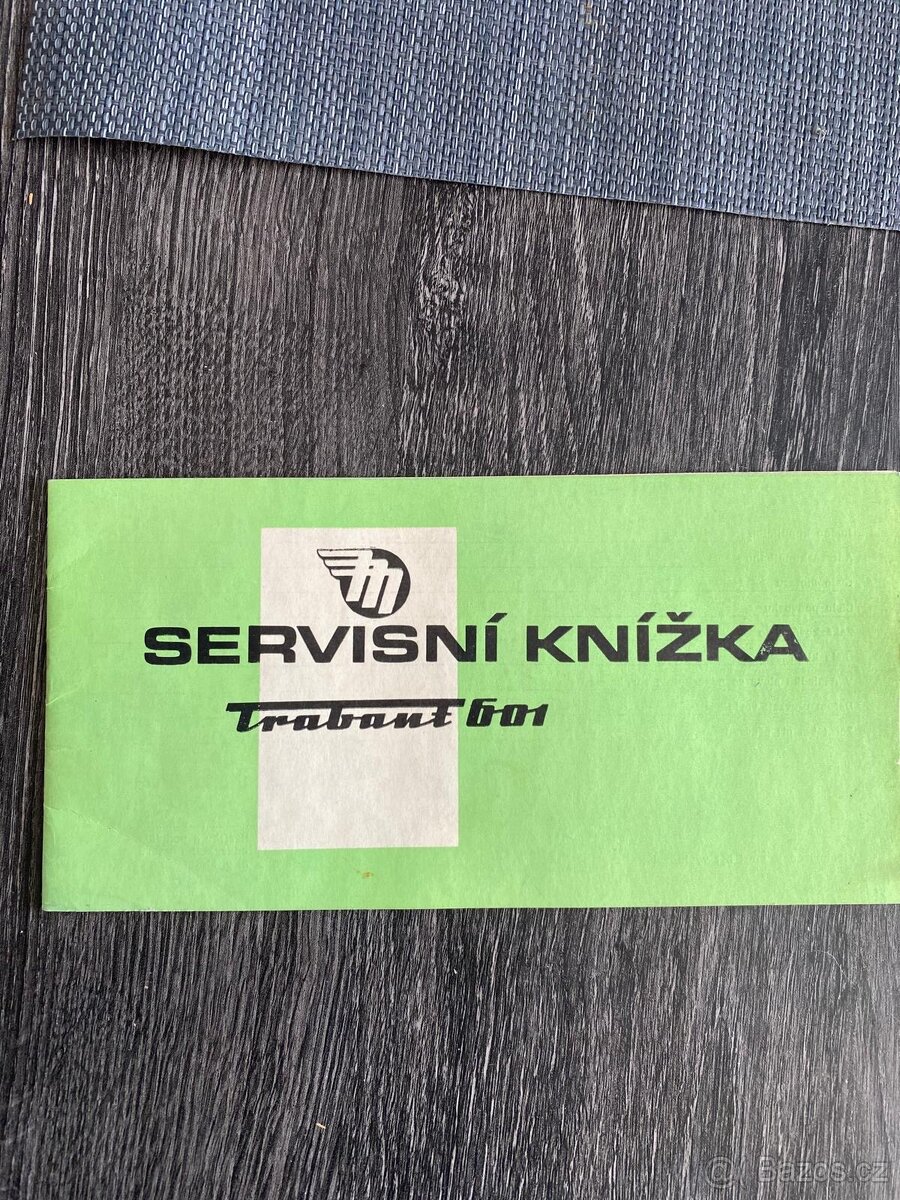 M
SERVISNÍ KNÍŽKA
Trabant 601
@ Bazos.cz